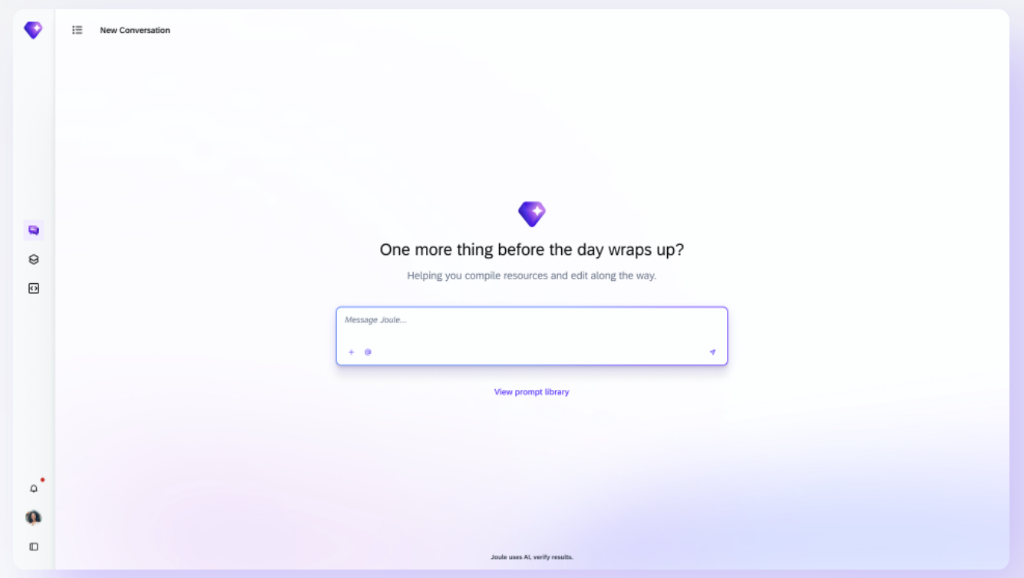 New Conversation
One more thing before the day wraps up?
Helping you compile resources and edit along the way.
Message Joule...
View prompt library
Joule uses AI, verify results.